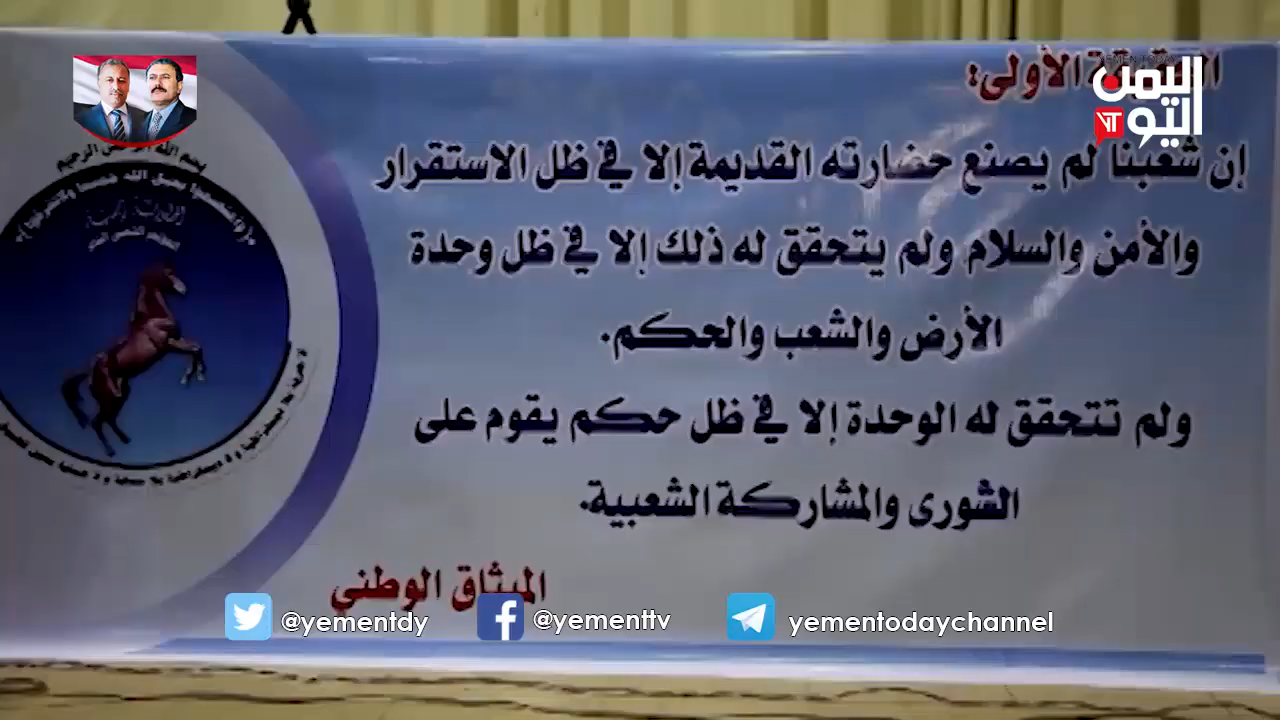 YEMEN TODAY
اليمن
اليوم
الأولى:
إن شعبنا لم يصنع حضارته القديمة إلا في ظل الاستقرار
والأمن والسلام ولم يتحقق له ذلك إلا في ظل وحدة
الأرض والشعب والحكم.
ولم تتحقق له الوحدة إلا في ظل حكم يقوم على
الشورى والمشاركة الشعبية.
الميثاق الوطني
@yementdy
@yementtv
yementodaychannel